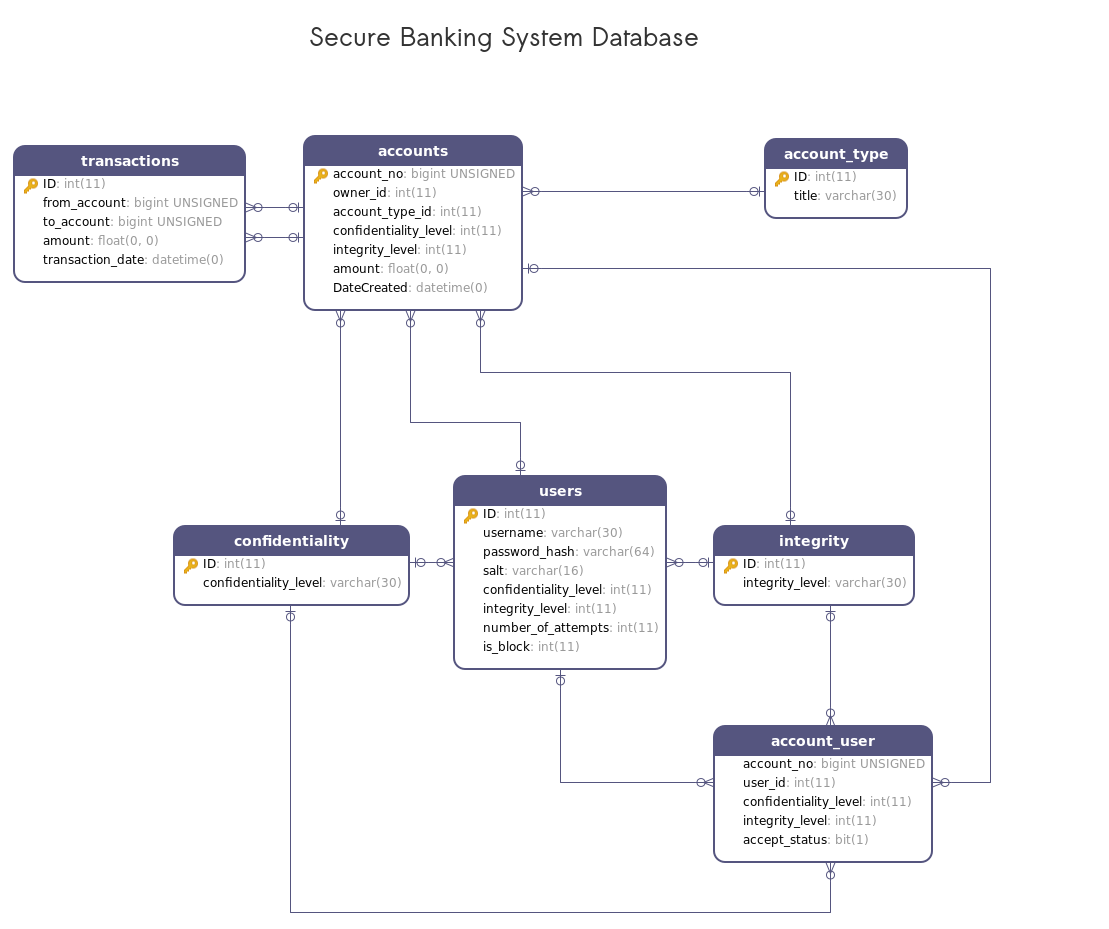 Secure Banking System Database
transactions
ID: int(11)
from_account: bigint UNSIGNED
to_account: bigint UNSIGNED
amount: float(0, 0)
transaction_date: datetime(0)
accounts
account_no: bigint UNSIGNED
owner_id: int(11)
account_type_id: int(11)
confidentiality_level: int(11)
integrity_level: int(11)
amount: float(0, 0)
DateCreated: datetime(0)
account_type
ID: int(11)
title: varchar(30)
confidentiality
ID: int(11)
confidentiality_level: varchar(30)
users
ID: int(11)
username: varchar(30)
password_hash: varchar(64)
salt: varchar(16)
confidentiality_level: int(11)
integrity_level: int(11)
number_of_attempts: int(11)
is_block: int(11)
integrity
ID: int(11)
integrity_level: varchar(30)
account_user
account_no: bigint UNSIGNED
user_id: int(11)
confidentiality_level: int(11)
integrity_level: int(11)
accept_status: bit(1)